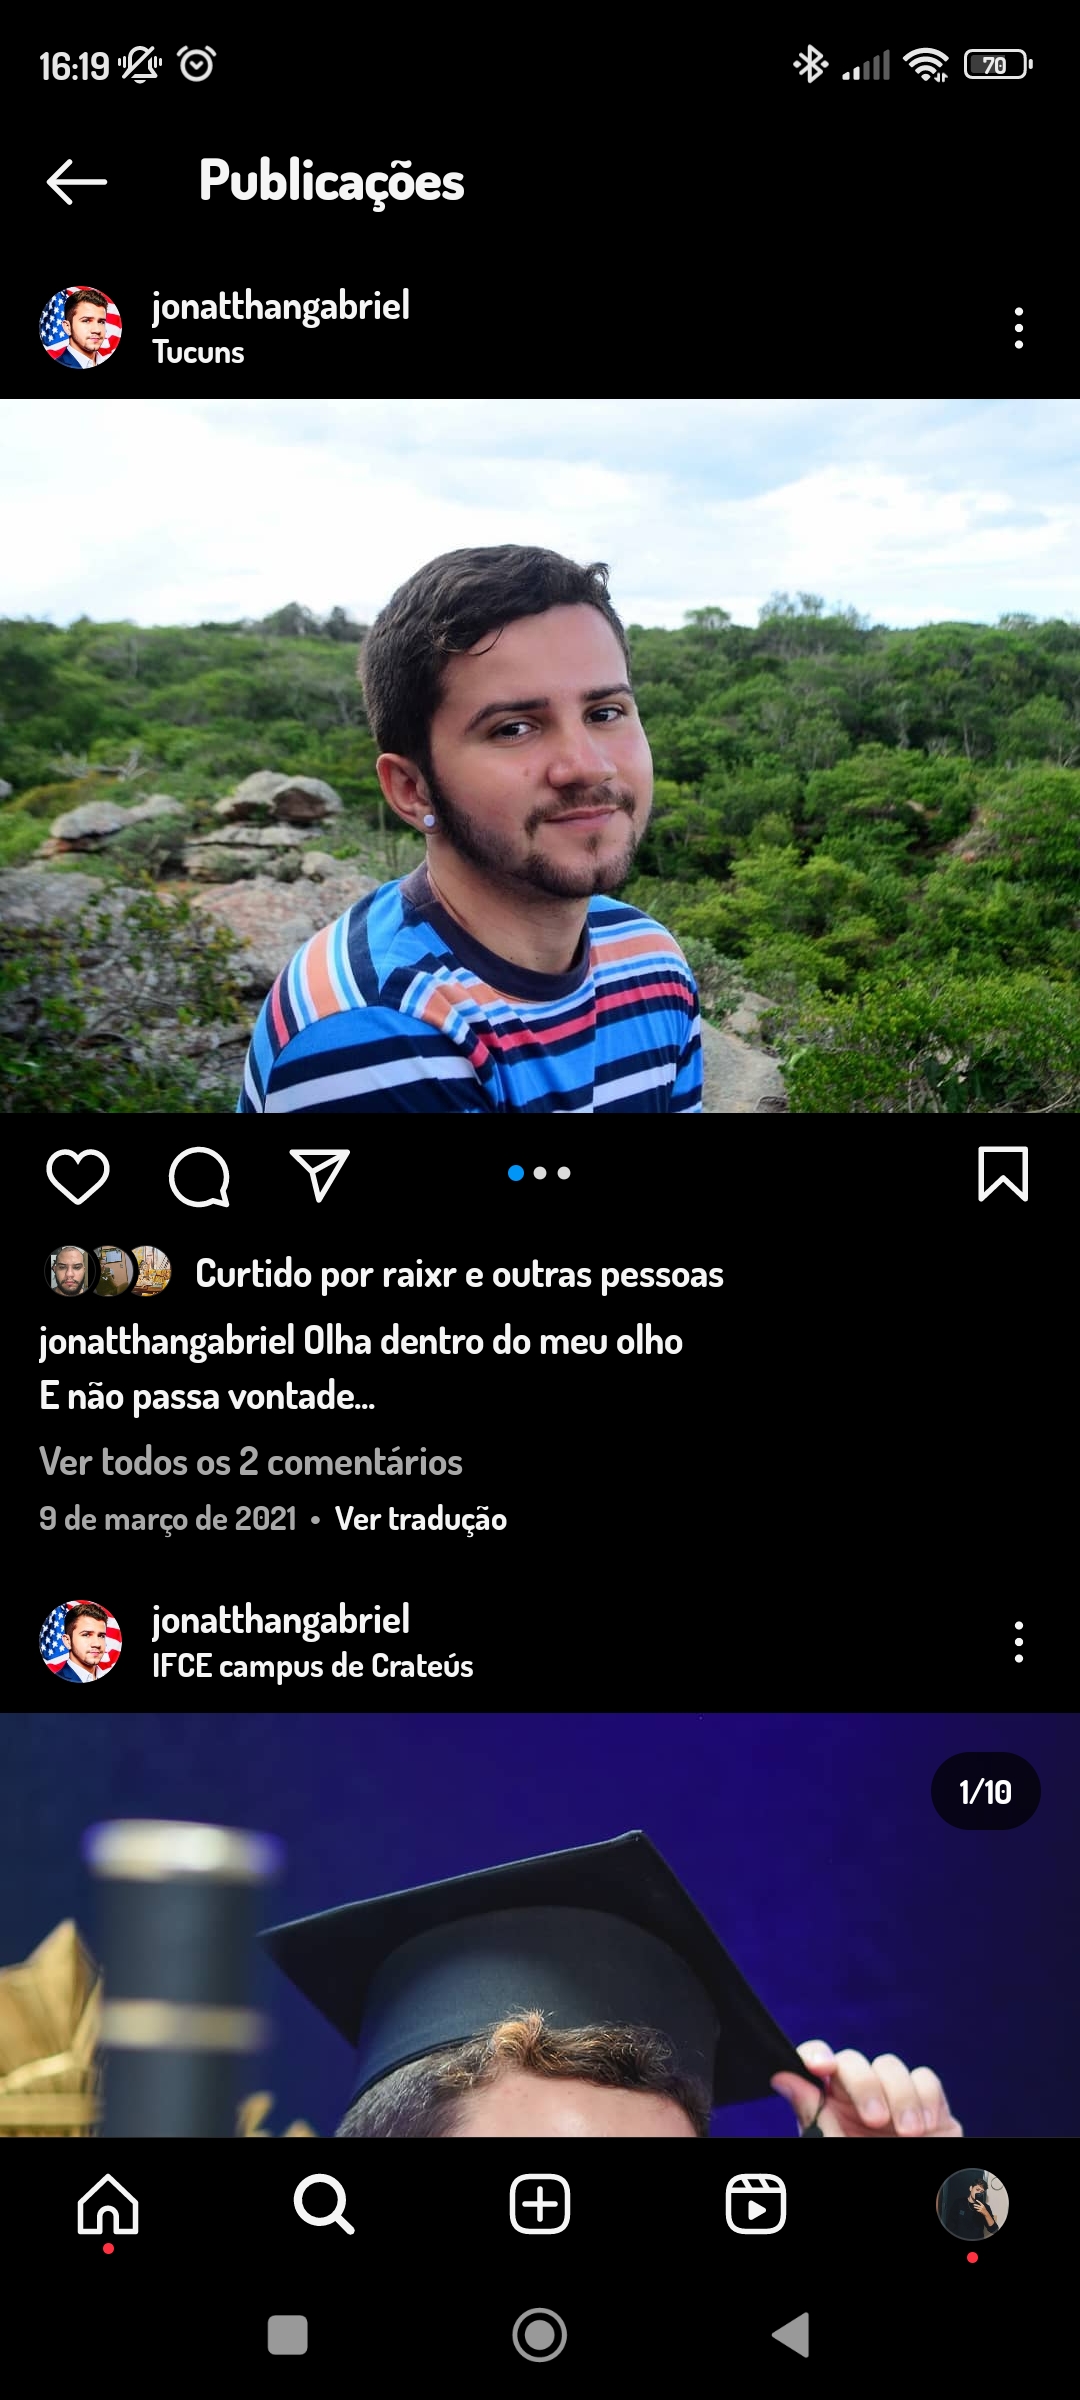 16:19
70
Publicações
jonatthangabriel
Tucuns
Curtido por raixr e outras pessoas
jonatthangabriel Olha dentro do meu olho
E não passa vontade...
Ver todos os 2 comentários
9 de março de 2021 • Ver tradução
jonatthangabriel
IFCE campus de Crateús
1/10